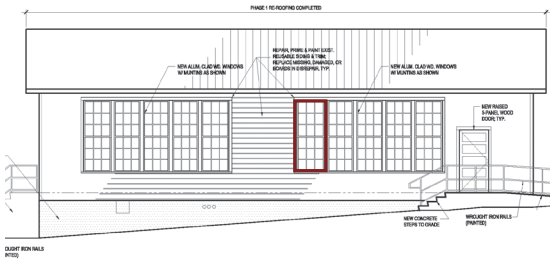 PHASE 1 RE-ROOFING COMPLETED
REPAIR, PRIME & PAINT EXIST.
REUSABLE SIDING & TRIM;
REPLACE MISSING, DAMAGED, OR
BOARDS IN DISREPAIR, TYP.
NEW ALUM. CLAD WD. WINDOWS
W/ MUNTINS AS SHOWN
NEW ALUM. CLAD WD. WINDOWS
W/ MUNTINS AS SHOWN
NEW RAISED
5-PANEL WOOD
DOOR; TYP.
NEW CONCRETE
STEPS TO GRADE
WROUGHT IRON RAILS
(PAINTED)
OUGHT IRON RAILS
INTED)